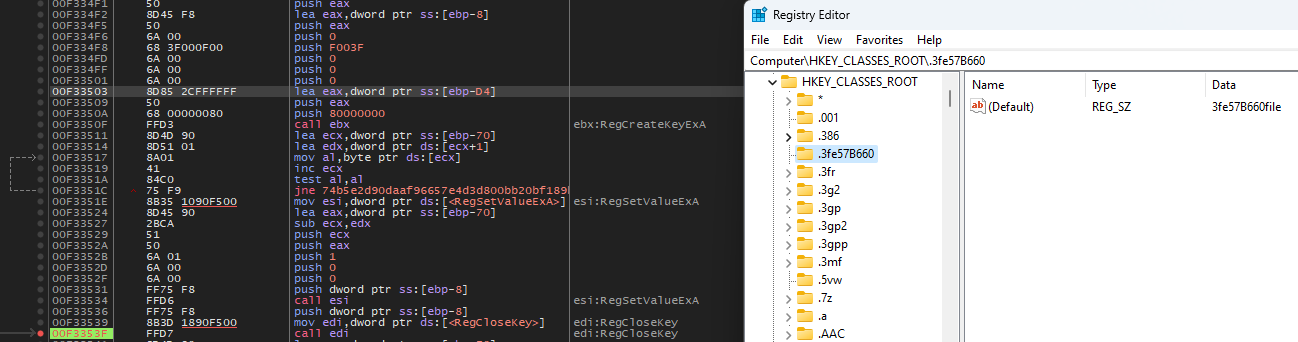 00F334F1 50 push eax
00F334F2 8D45 F8 lea eax,dword ptr ss:[ebp-8]
00F334F5 50 push eax
00F334F6 6A 00 push 0
00F334F8 68 3F000F00 push F003F
00F334FD 6A 00 push 0
00F334FF 6A 00 push 0
00F33501 6A 00 push 0
00F33503 8D85 2CFFFFFF lea eax,dword ptr ss:[ebp-D4]
00F33509 50 push eax
00F3350A 68 00000080 push 80000000
00F3350F FFD3 call ebx ebx:RegCreateKeyExA
00F33511 8D4D 90 lea ecx,dword ptr ss:[ebp-70]
00F33514 8D51 01 lea edx,dword ptr ds:[ecx+1]
00F33517 8A01 mov al,byte ptr ds:[ecx]
00F33519 41 inc ecx
00F3351A 84C0 test al,al
00F3351C 75 F9 jne 74b5e2d90daaf96657e4d3d800bb20bf189
00F3351E 8B35 1090F500 mov esi,dword ptr ds:[<RegSetValueExA>] esi:RegSetValueExA
00F33524 8D45 90 lea eax,dword ptr ss:[ebp-70]
00F33527 2BCA sub ecx,edx
00F33529 51 push ecx
00F3352A 50 push eax
00F3352B 6A 01 push 1
00F3352D 6A 00 push 0
00F3352F 6A 00 push 0
00F33531 FF75 F8 push dword ptr ss:[ebp-8]
00F33534 FFD6 call esi esi:RegSetValueExA
00F33536 FF75 F8 push dword ptr ss:[ebp-8]
00F33539 8B3D 1890F500 mov edi,dword ptr ds:[<RegCloseKey>] edi:RegCloseKey
00F3353F FFD7 call edi edi:RegCloseKey
Registry Editor
File Edit View Favorites Help
Computer\HKEY_CLASSES_ROOT\.3fe57B660
HKEY_CLASSES_ROOT
*
.001
.386
.3fe57B660
.3fr
.3g2
.3gp
.3gp2
.3gpp
.3mf
.5vw
.7z
.a
.AAC
Name Type Data
(Default) REG_SZ 3fe57B660file